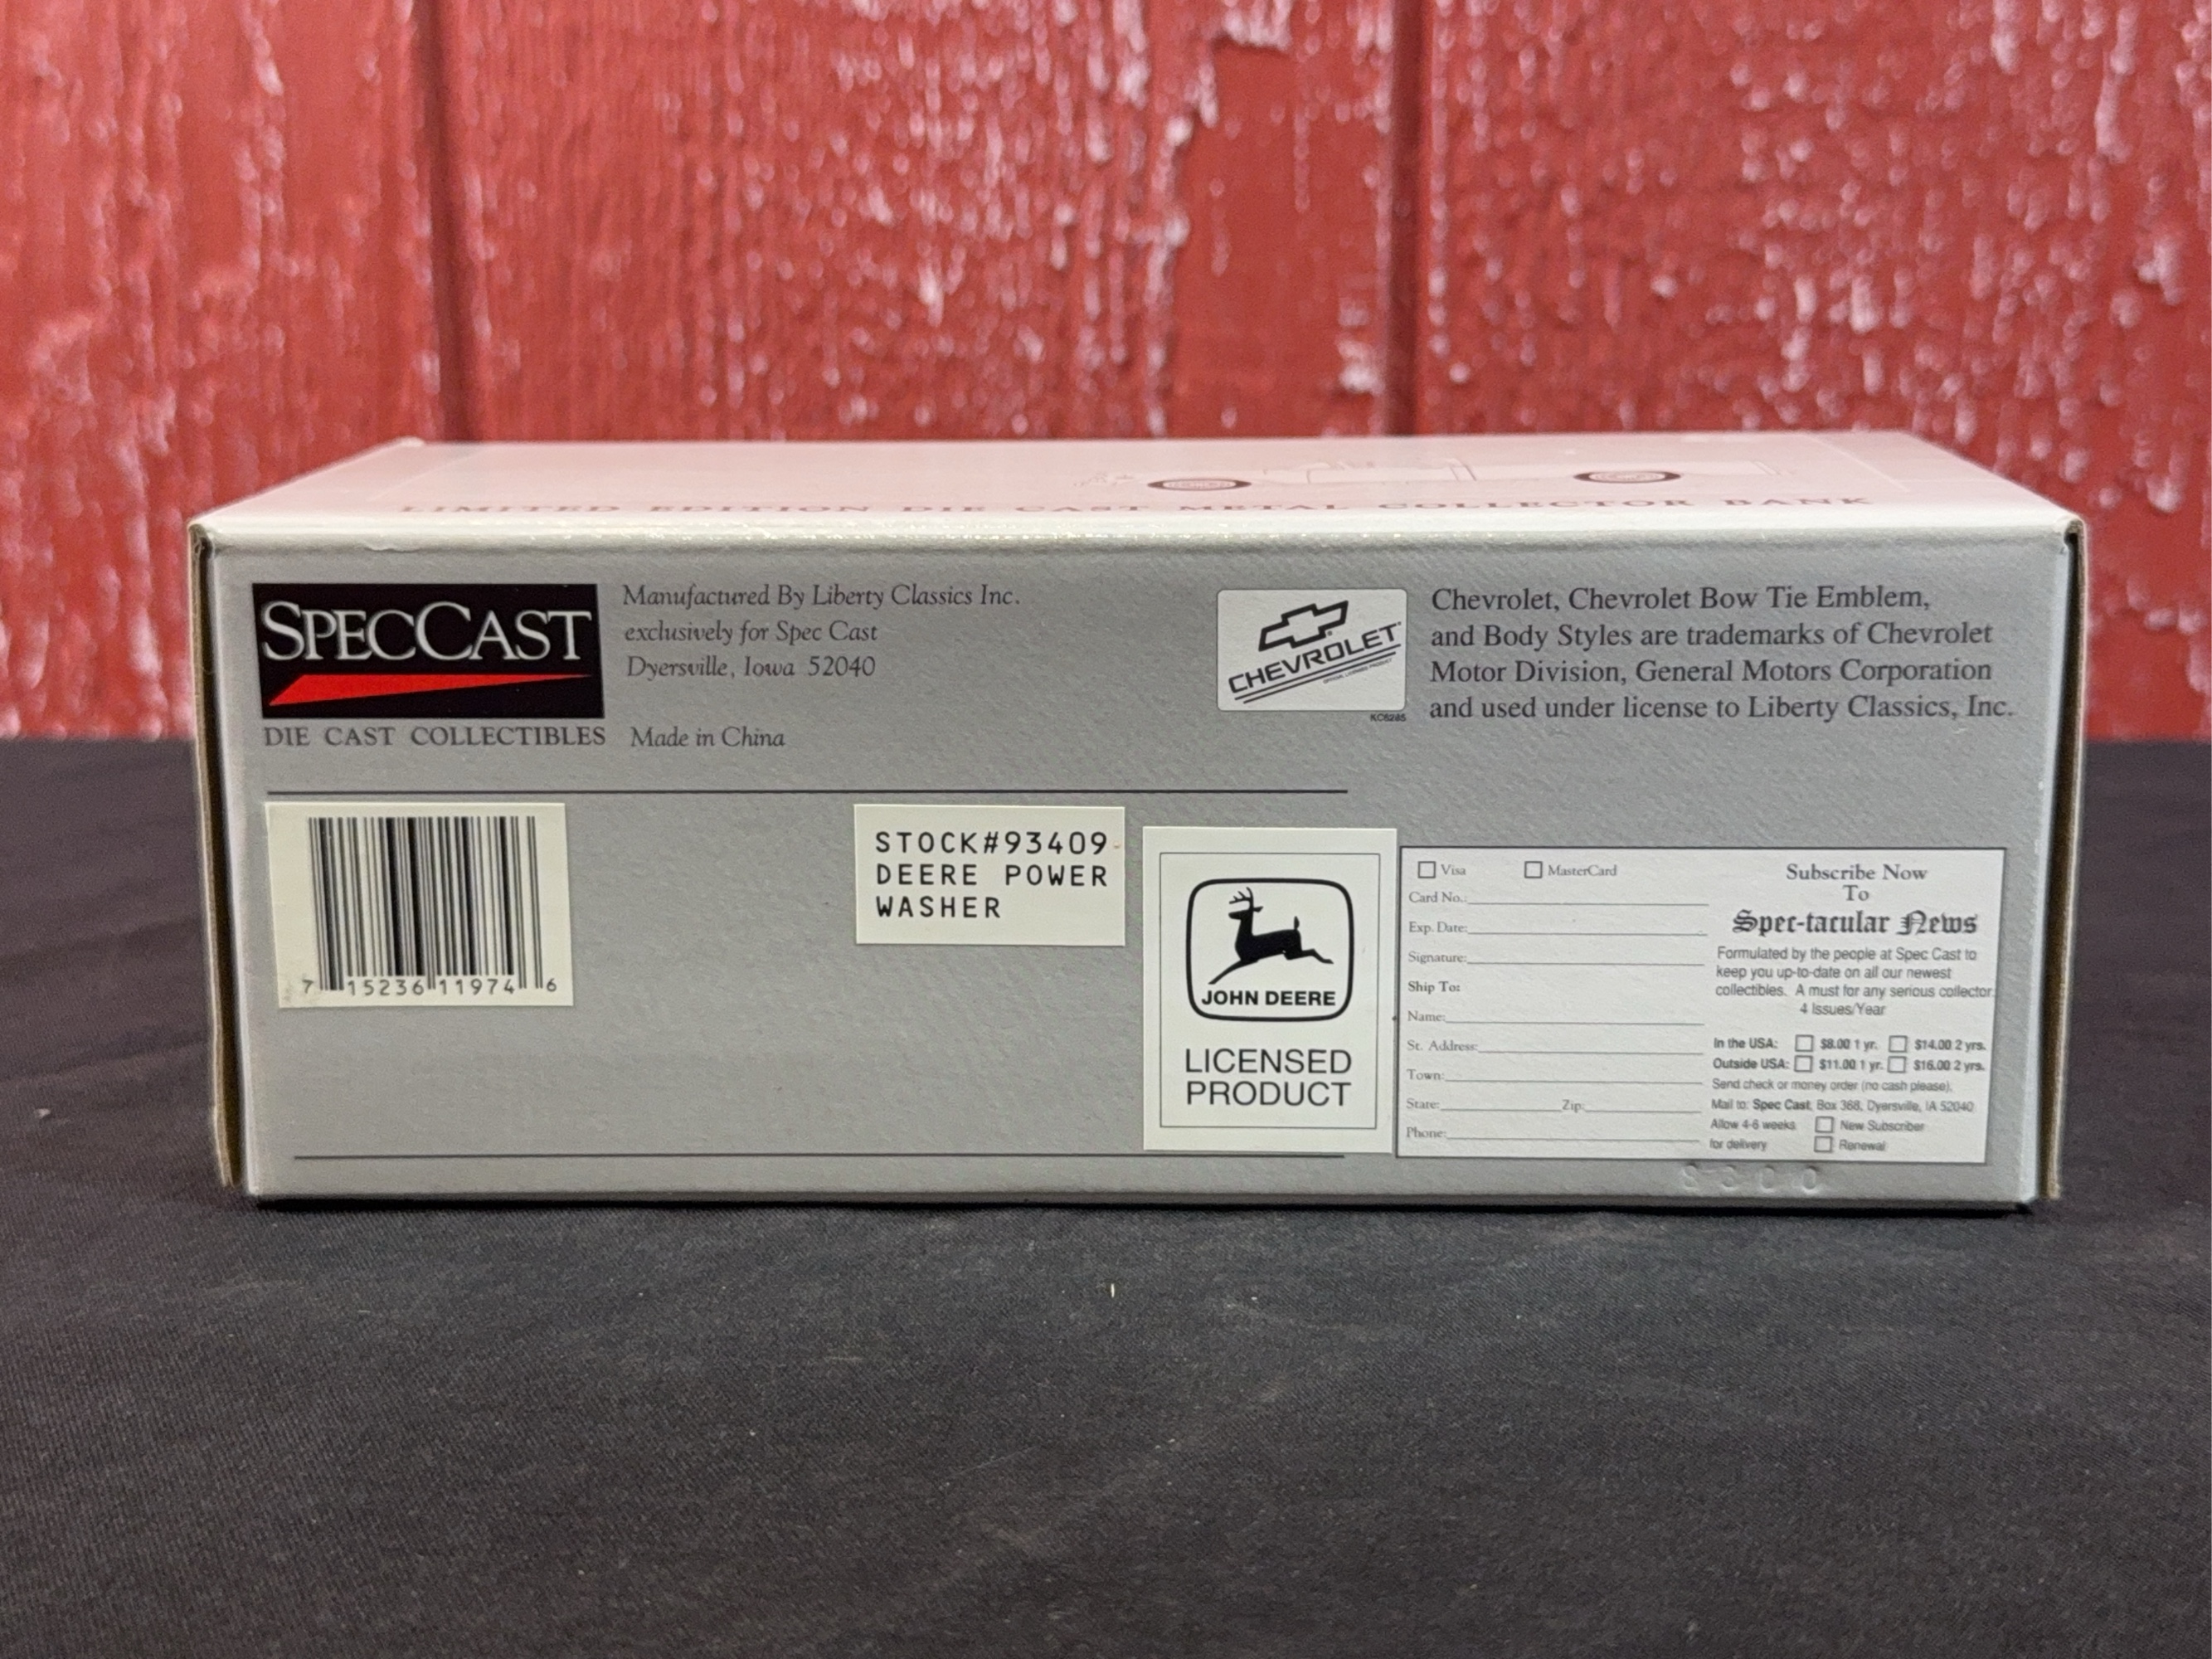 LIMITED EDITION DIE CAST METAL COLLECTOR BANK
SPECCAST
DIE CAST COLLECTIBLES
Manufactured By Liberty Classics Inc.
exclusively for Spec Cast
Dyersville, Iowa 52040
Made in China
CHEVROLET
KC6285
Chevrolet, Chevrolet Bow Tie Emblem,
and Body Styles are trademarks of Chevrolet
Motor Division, General Motors Corporation
and used under license to Liberty Classics, Inc.
7 15236 11974 6
STOCK#93409
DEERE POWER
WASHER
JOHN DEERE
LICENSED
PRODUCT
Visa MasterCard
Card No.:
Exp. Date:
Signature:
Ship To:
Name:
St. Address:
Town:
State: Zip:
Phone:
Subscribe Now
To
Spec-tacular News
Formulated by the people at Spec Cast to
keep you up-to-date on all our newest
collectibles. A must for any serious collector
4 Issues/Year
In the USA: $8.00 1 yr. $14.00 2 yrs.
Outside USA: $11.00 1 yr. $16.00 2 yrs.
Send check or money order (no cash please).
Mail to: Spec Cast, Box 368, Dyersville, IA 52040
Allow 4-6 weeks New Subscriber
for delivery Renewal